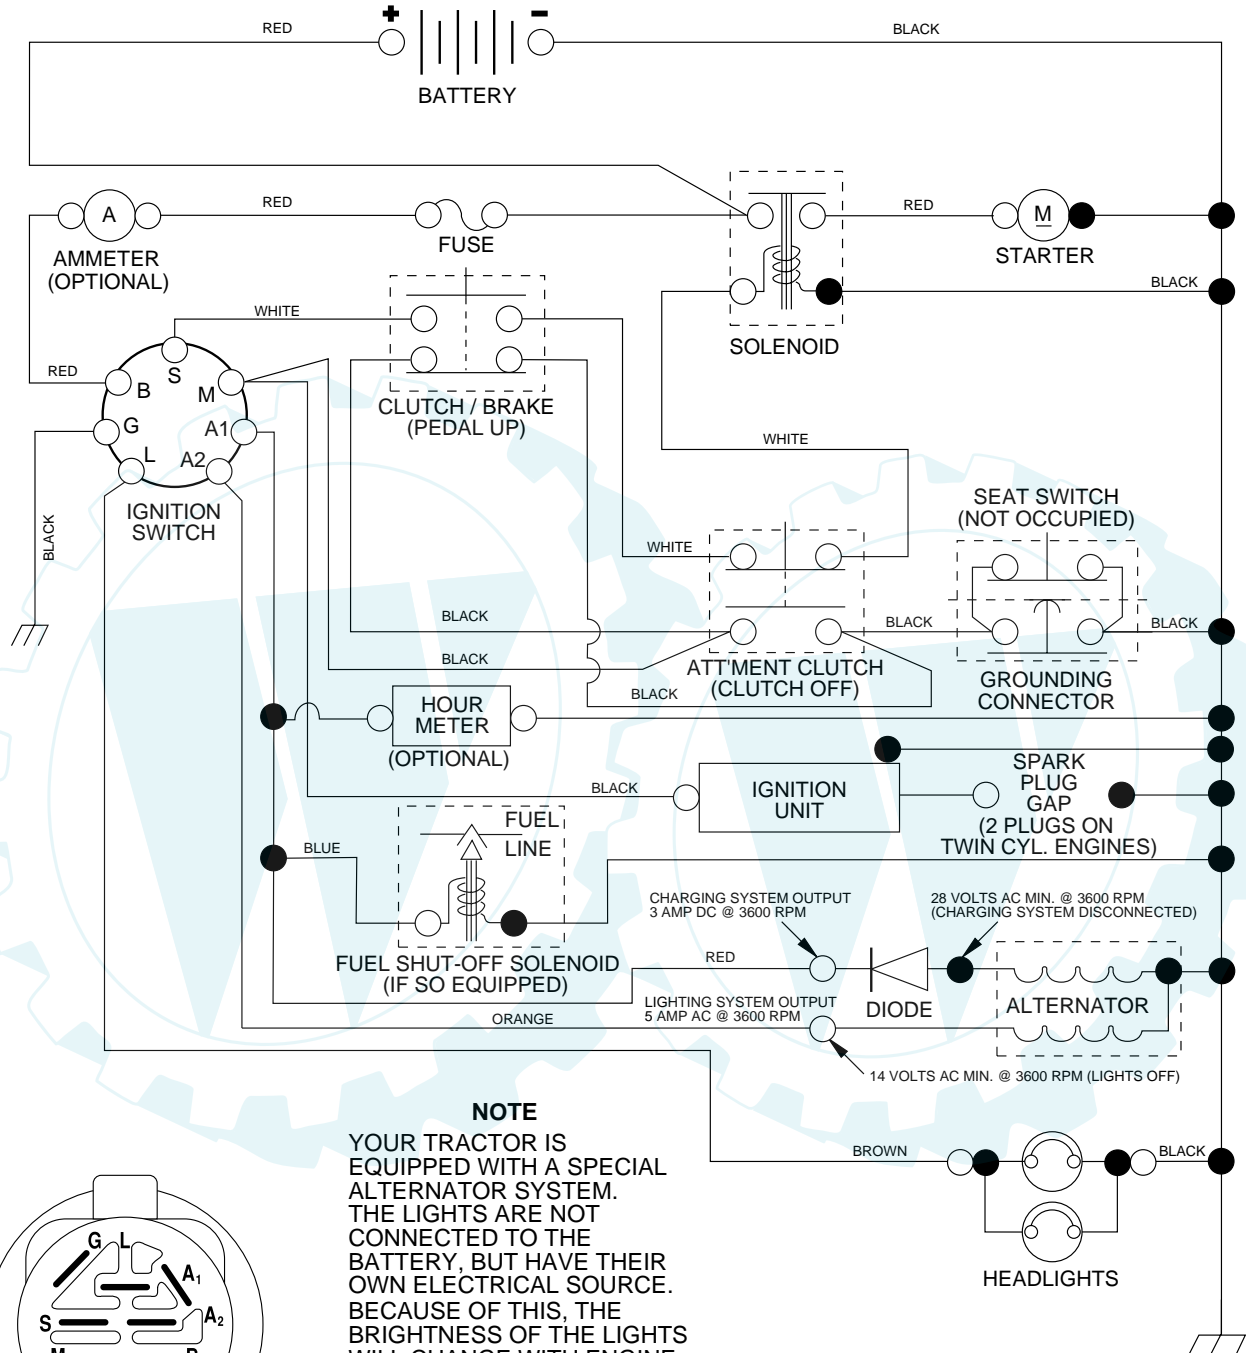 + −
RED
BLACK
BATTERY
RED
A
AMMETER
(OPTIONAL)
FUSE
RED
M
STARTER
BLACK
SOLENOID
WHITE
RED
S
B
M
G
A1
L
A2
IGNITION
SWITCH
BLACK
CLUTCH / BRAKE
(PEDAL UP)
WHITE
SEAT SWITCH
(NOT OCCUPIED)
WHITE
BLACK
BLACK
BLACK
BLACK
ATT'MENT CLUTCH
(CLUTCH OFF)
BLACK
GROUNDING
CONNECTOR
HOUR
METER
(OPTIONAL)
BLACK
IGNITION
UNIT
SPARK
PLUG
GAP
(2 PLUGS ON
TWIN CYL. ENGINES)
FUEL
LINE
BLUE
FUEL SHUT-OFF SOLENOID
(IF SO EQUIPPED)
CHARGING SYSTEM OUTPUT
3 AMP DC @ 3600 RPM
28 VOLTS AC MIN. @ 3600 RPM
(CHARGING SYSTEM DISCONNECTED)
RED
DIODE
ALTERNATOR
LIGHTING SYSTEM OUTPUT
5 AMP AC @ 3600 RPM
ORANGE
14 VOLTS AC MIN. @ 3600 RPM (LIGHTS OFF)
BROWN
BLACK
HEADLIGHTS
NOTE
YOUR TRACTOR IS
EQUIPPED WITH A SPECIAL
ALTERNATOR SYSTEM.
THE LIGHTS ARE NOT
CONNECTED TO THE
BATTERY, BUT HAVE THEIR
OWN ELECTRICAL SOURCE.
BECAUSE OF THIS, THE
BRIGHTNESS OF THE LIGHTS
WILL CHANGE WITH ENGINE
G L
A1
A2
S
M